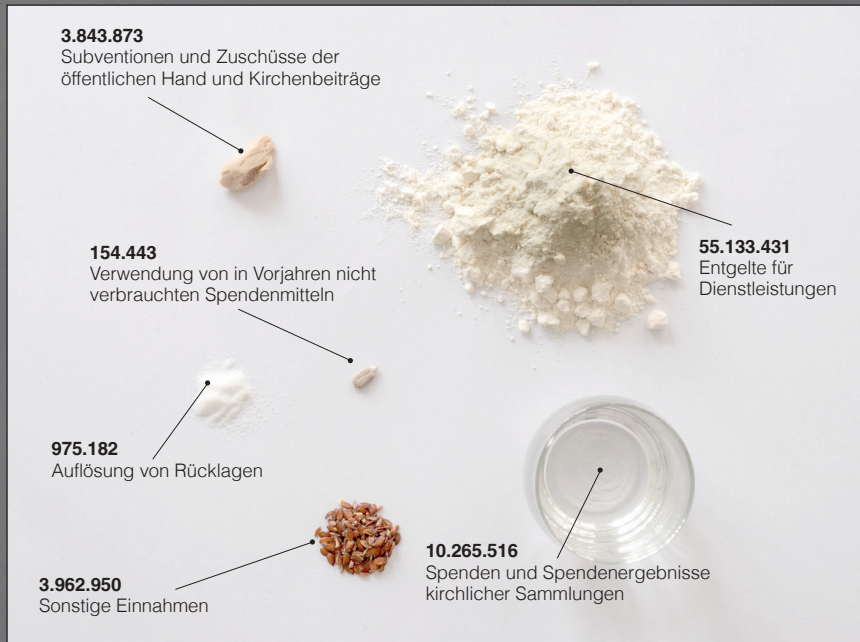 3.843.873
Subventionen und Zuschüsse der
öffentlichen Hand und Kirchenbeiträge
154.443
Verwendung von in Vorjahren nicht
verbrauchten Spendenmitteln
55.133.431
Entgelte für
Dienstleistungen
975.182
Auflösung von Rücklagen
10.265.516
Spenden und Spendenergebnisse
kirchlicher Sammlungen
3.962.950
Sonstige Einnahmen